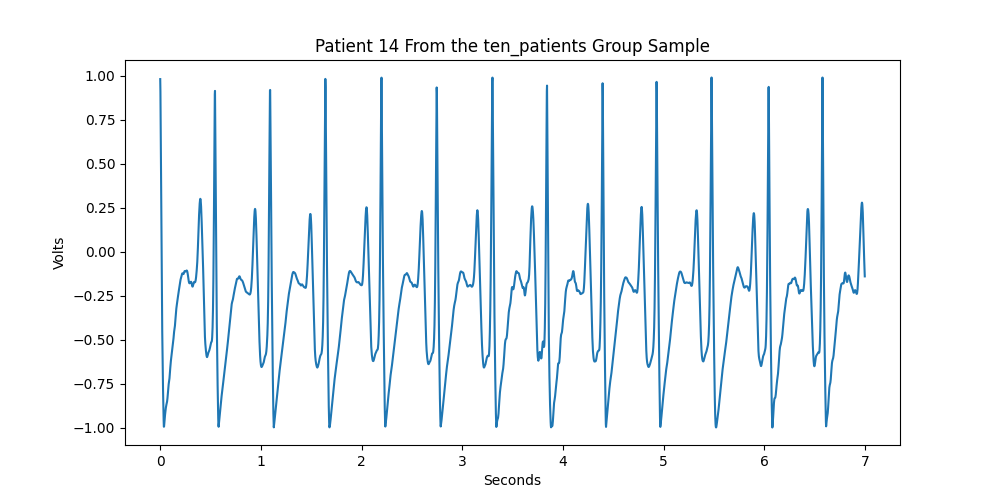 Patient 14 From the ten_patients Group Sample
Volts
1.00
0.75
0.50
0.25
0.00
−0.25
−0.50
−0.75
−1.00
0 1 2 3 4 5 6 7
Seconds